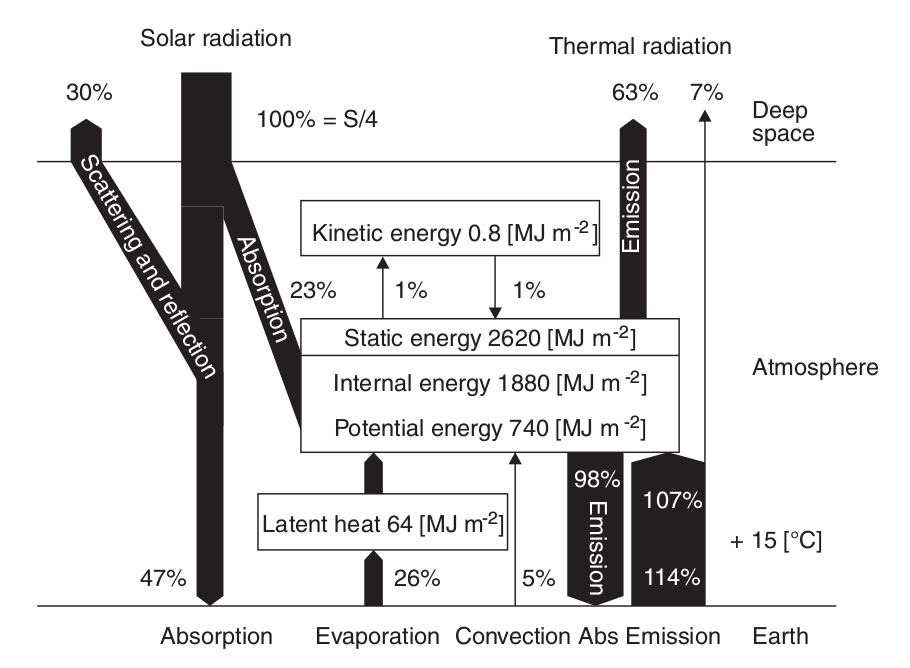 Solar radiation
Thermal radiation
30%
63%
7%
100% = S/4
Deep
space
Scattering and reflection
Absorption
Emission
Kinetic energy 0.8 [MJ m-2]
23%
1%
1%
Static energy 2620 [MJ m-2]
Internal energy 1880 [MJ m-2]
Potential energy 740 [MJ m-2]
Atmosphere
98%
Emission
107%
Latent heat 64 [MJ m-2]
+ 15 [°C]
47%
26%
5%
114%
Absorption
Evaporation
Convection
Abs
Emission
Earth